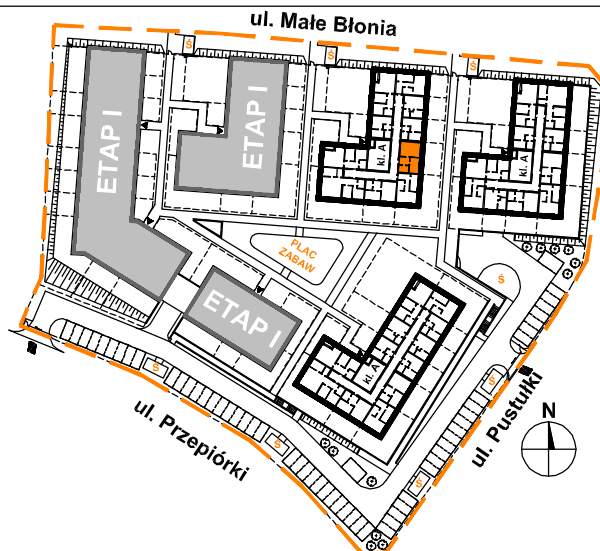 ul. Małe Błonia
Ś
Ś
Ś
ETAP I
ETAP I
kl. A
kl. A
PLAC
ZABAW
Ś
ETAP I
kl. A
Ś
Ś
ul. Pustułki
N
ul. Przepiórki
Ś
Ś